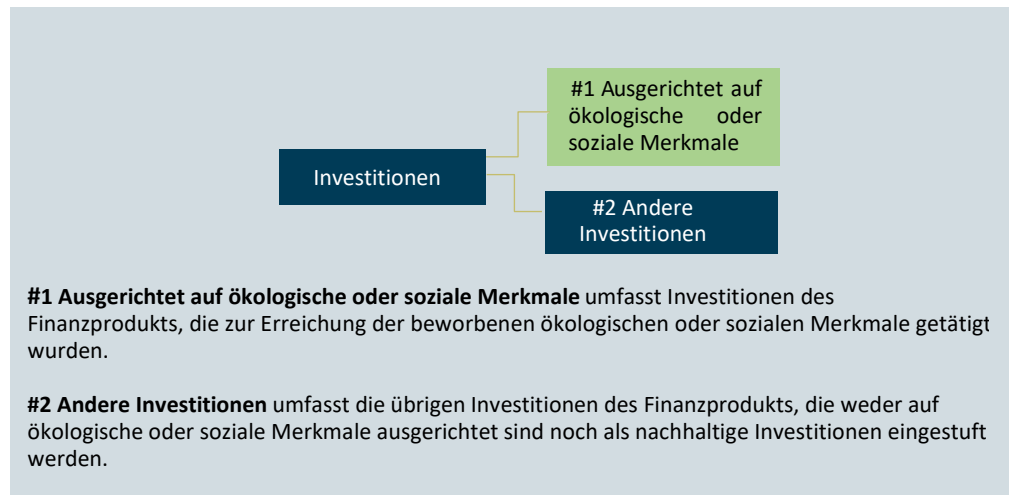 #1 Ausgerichtet auf
ökologische oder
soziale Merkmale
Investitionen
#2 Andere
Investitionen
#1 Ausgerichtet auf ökologische oder soziale Merkmale umfasst Investitionen des
Finanzprodukts, die zur Erreichung der beworbenen ökologischen oder sozialen Merkmale getätigt
wurden.
#2 Andere Investitionen umfasst die übrigen Investitionen des Finanzprodukts, die weder auf
ökologische oder soziale Merkmale ausgerichtet sind noch als nachhaltige Investitionen eingestuft
werden.